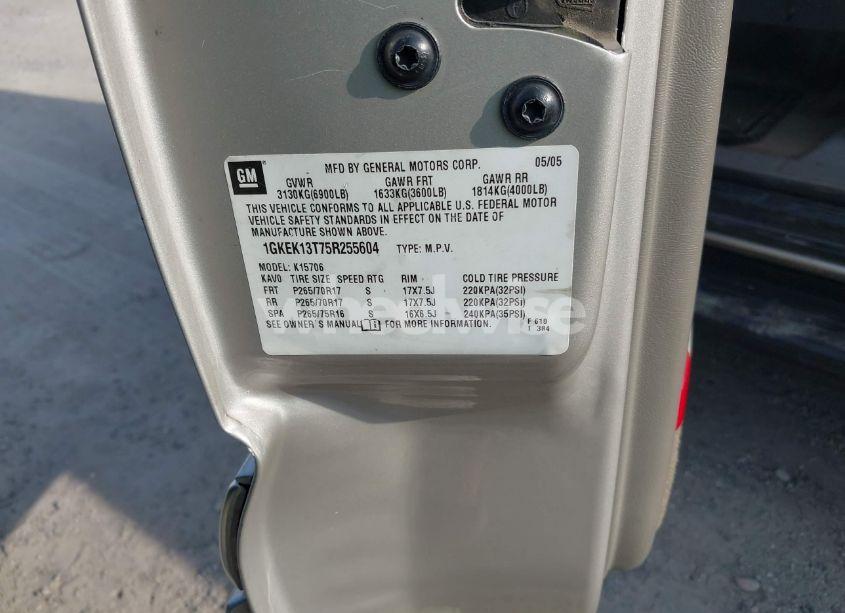 GM
MFD BY GENERAL MOTORS CORP. 05/05
GVWR GAWR FRT GAWR RR
3130KG(6900LB) 1633KG(3600LB) 1814KG(4000LB)
THIS VEHICLE CONFORMS TO ALL APPLICABLE U.S. FEDERAL MOTOR
VEHICLE SAFETY STANDARDS IN EFFECT ON THE DATE OF
MANUFACTURE SHOWN ABOVE.
1GKEK13T75R255604 TYPE: M.P.V.
MODEL: K15706
KAVO TIRE SIZE SPEED RTG RIM COLD TIRE PRESSURE
FRT P265/70R17 S 17X7.5J 220KPA(32PSI)
RR P265/70R17 S 17X7.5J 220KPA(32PSI)
SPA P265/75R16 S 16X6.5J 240KPA(35PSI)
SEE OWNER'S MANUAL FOR MORE INFORMATION.
F 610
T 3R4
wheelwise